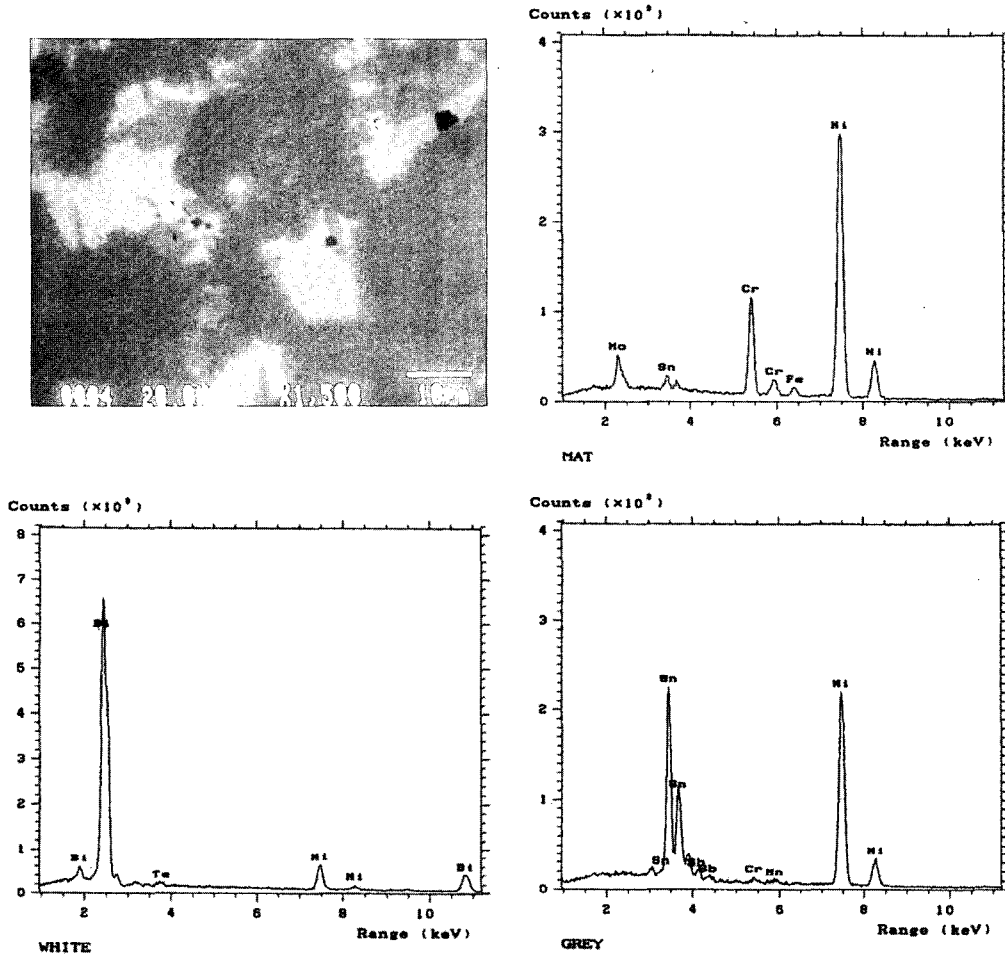 Counts (×10³)
4
3
2
1
0
Ni
Cr
Mo
Sn
Cr
Fe
Ni
2 4 6 8 10
Range (keV)
MAT
Counts (×10³)
8
7
6
5
4
3
2
1
0
Bi
Bi
Te
Ni
Ni
Bi
2 4 6 8 10
Range (keV)
WHITE
Counts (×10³)
4
3
2
1
0
Sn
Sn
Sn
Sb
Sb
Cr
Mn
Ni
Ni
2 4 6 8 10
Range (keV)
GREY